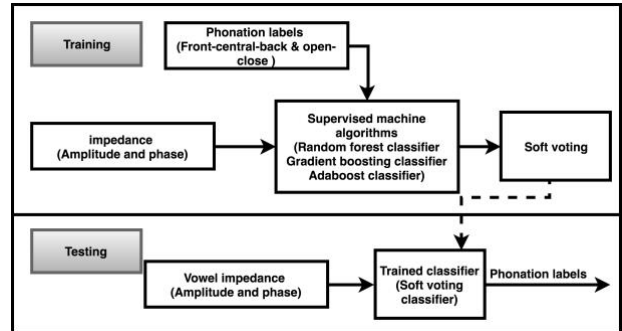 Training
Phonation labels
(Front-central-back & open-
close )
impedance
(Amplitude and phase)
Supervised machine
algorithms
(Random forest classifier
Gradient boosting classifier
Adaboost classifier)
Soft voting
Testing
Vowel impedance
(Amplitude and phase)
Trained classifier
(Soft voting
classifier)
Phonation labels